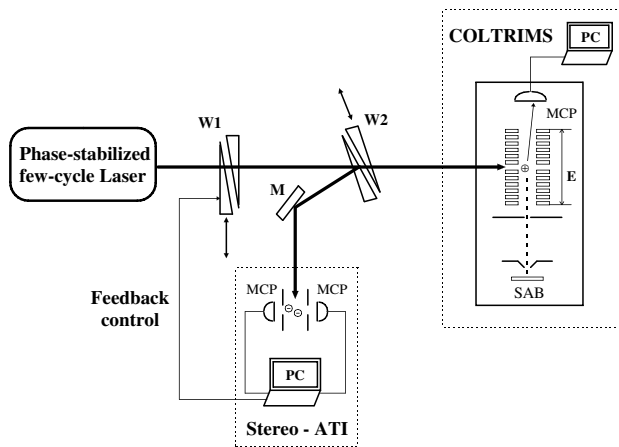 COLTRIMS
PC
MCP
W1
W2
Phase-stabilized
few-cycle Laser
M
E
SAB
MCP
MCP
Feedback
control
PC
Stereo - ATI